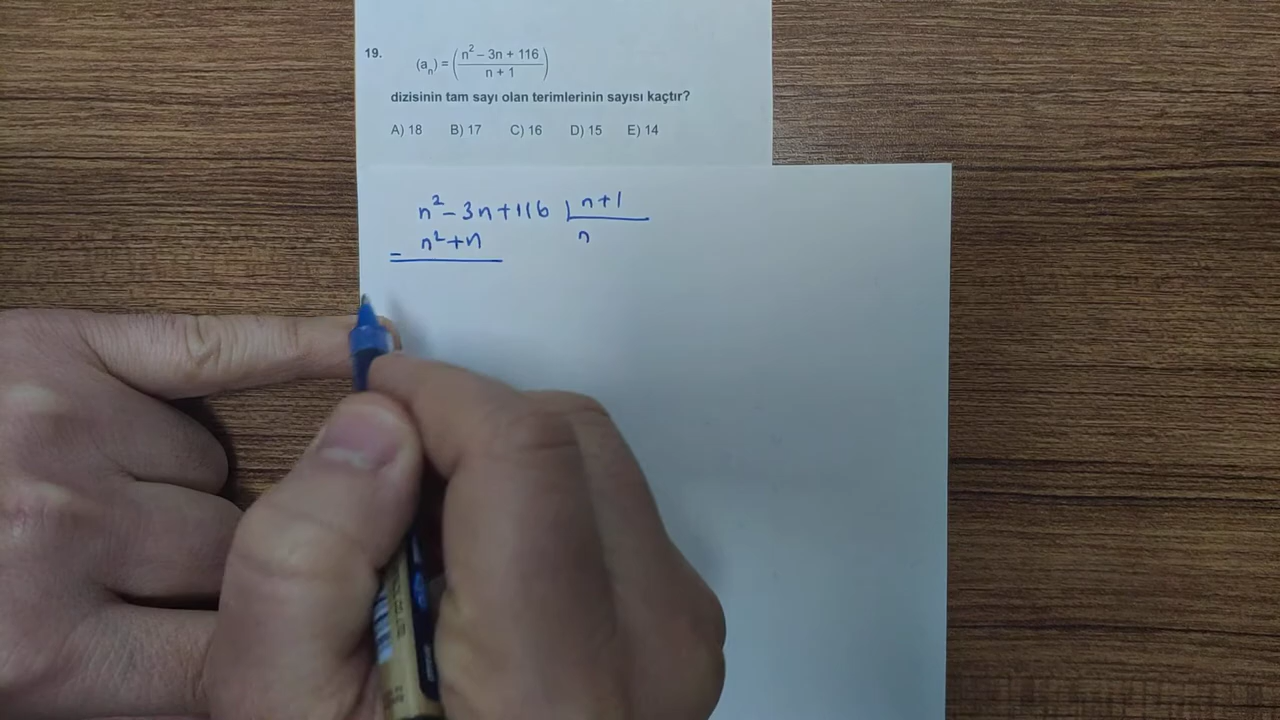 19.
(aₙ) = (n² – 3n + 116 / n + 1)
dizisinin tam sayı olan terimlerinin sayısı kaçtır?
A) 18 B) 17 C) 16 D) 15 E) 14
n² – 3n + 116 | n + 1
– n² + n n